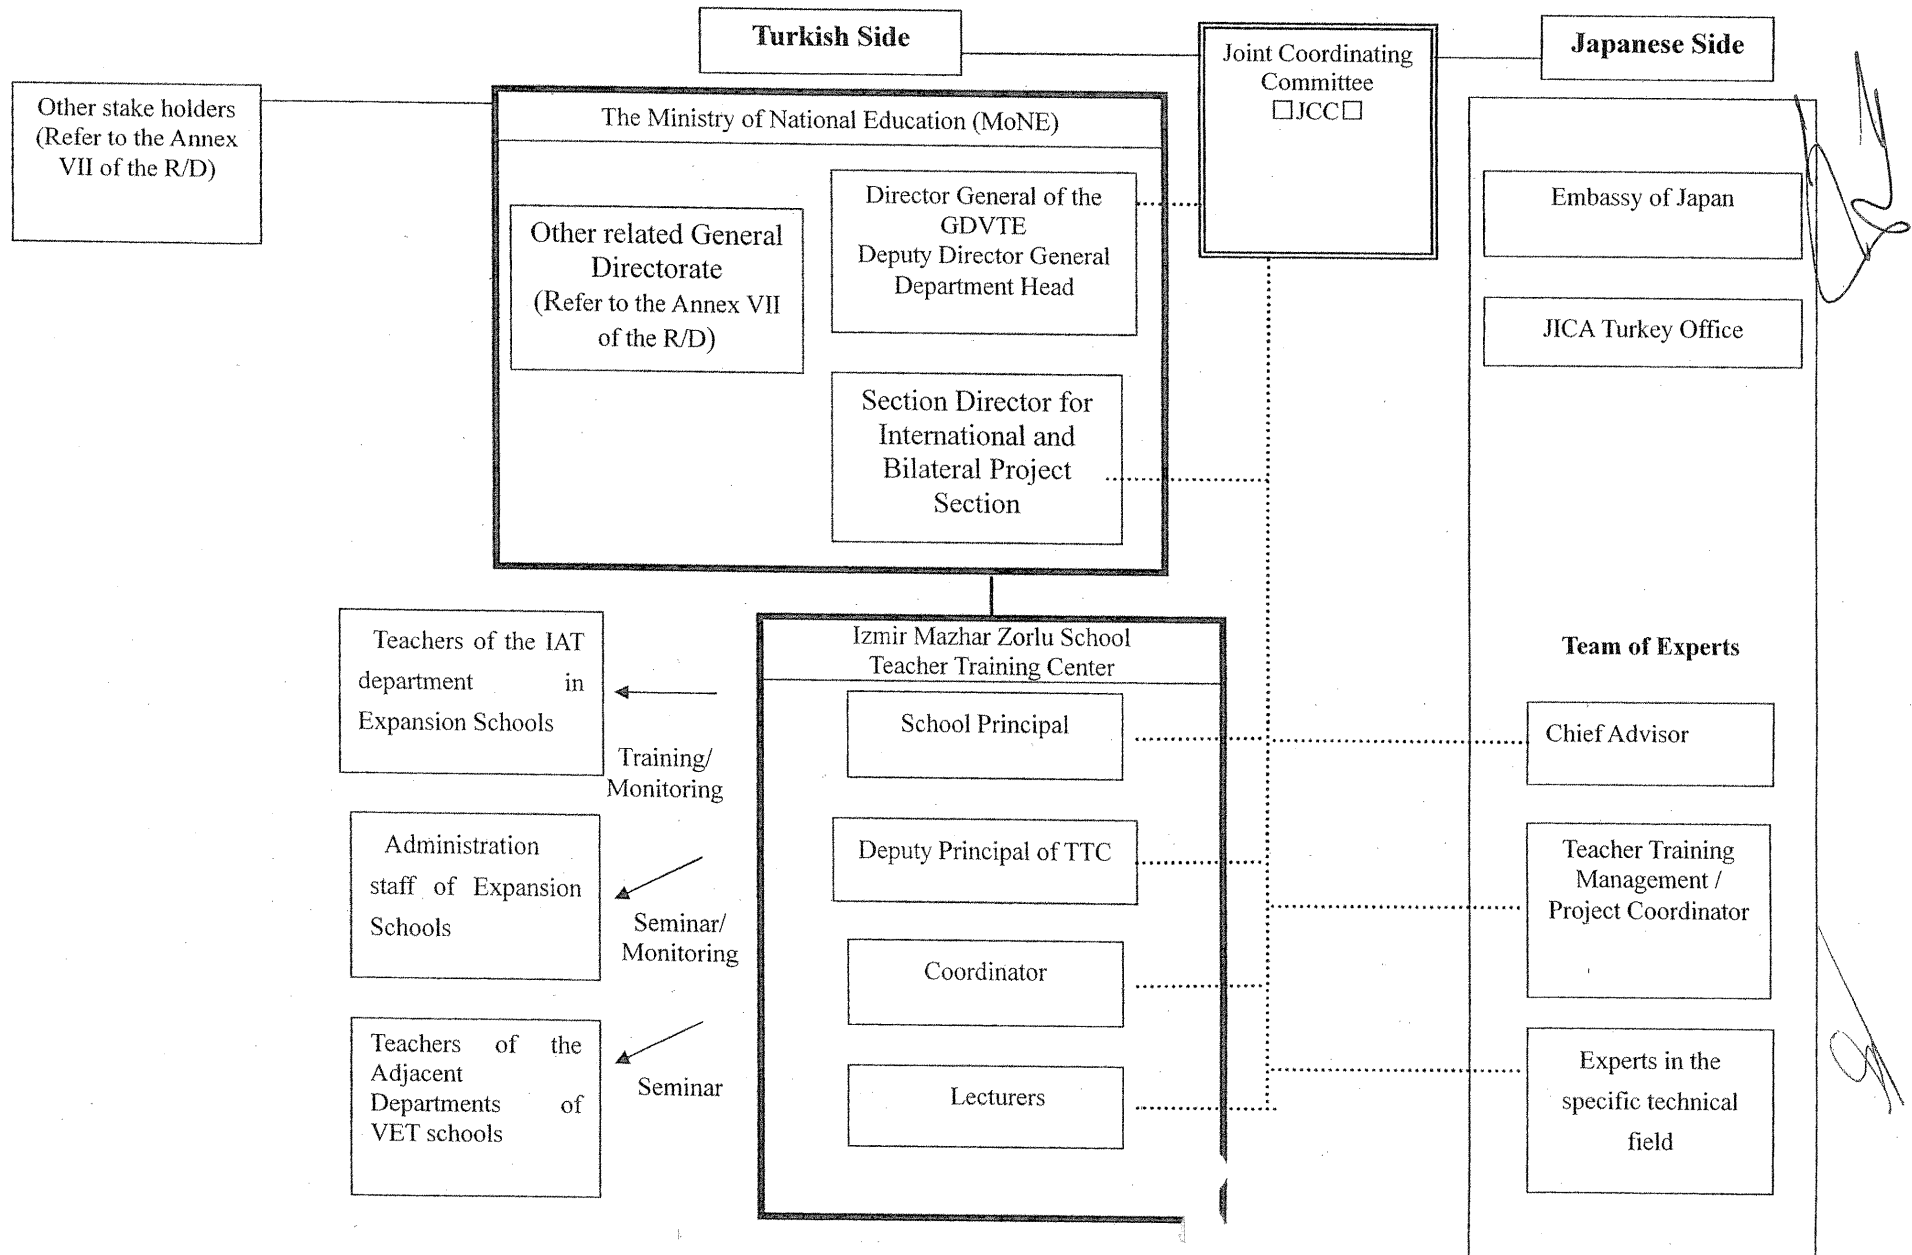 Turkish Side
Joint Coordinating
Committee
□JCC□
Japanese Side
Other stake holders
(Refer to the Annex
VII of the R/D)
The Ministry of National Education (MoNE)
Other related General
Directorate
(Refer to the Annex VII
of the R/D)
Director General of the
GDVTE
Deputy Director General
Department Head
Section Director for
International and
Bilateral Project
Section
Embassy of Japan
JICA Turkey Office
Izmir Mazhar Zorlu School
Teacher Training Center
School Principal
Deputy Principal of TTC
Coordinator
Lecturers
Teachers of the IAT
department in
Expansion Schools
Training/
Monitoring
Administration
staff of Expansion
Schools
Seminar/
Monitoring
Teachers of the
Adjacent
Departments of
VET schools
Seminar
Team of Experts
Chief Advisor
Teacher Training
Management /
Project Coordinator
Experts in the
specific technical
field